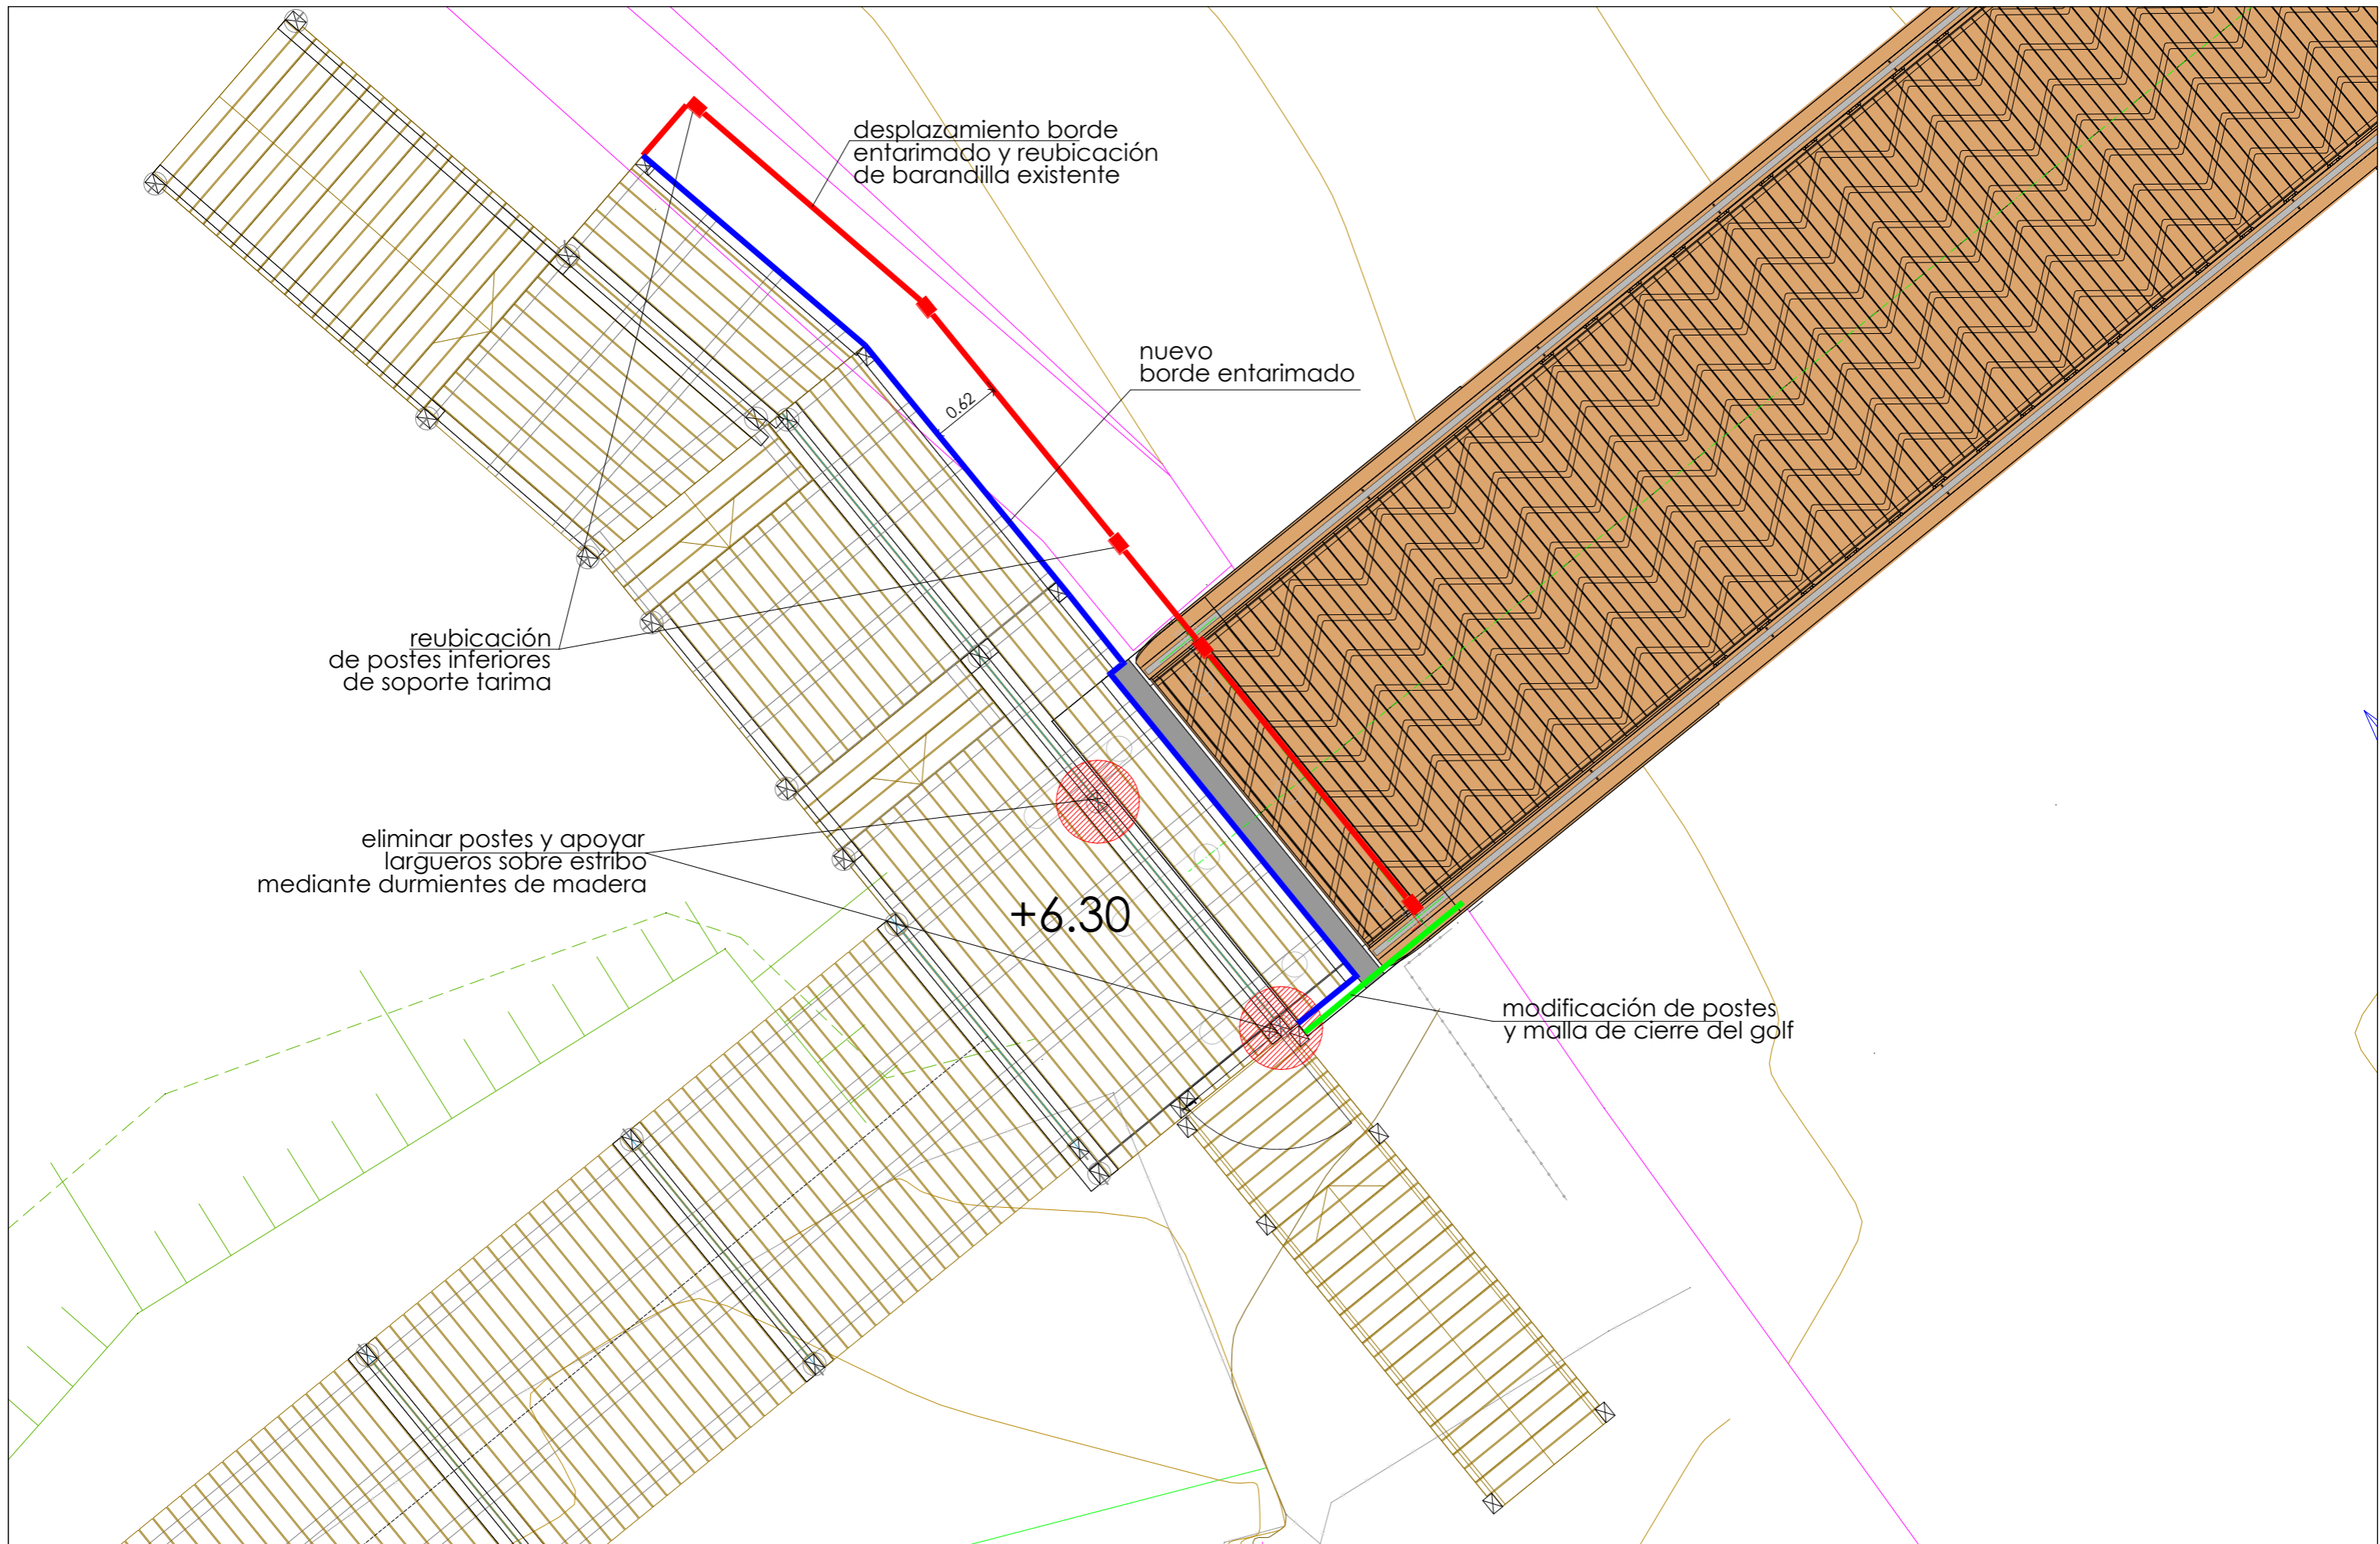 desplazamiento borde
entarimado y reubicación
de barandilla existente
nuevo
borde entarimado
0.62
reubicación
de postes inferiores
de soporte tarima
eliminar postes y apoyar
largueros sobre estribo
mediante durmientes de madera
+6.30
modificación de postes
y malla de cierre del golf